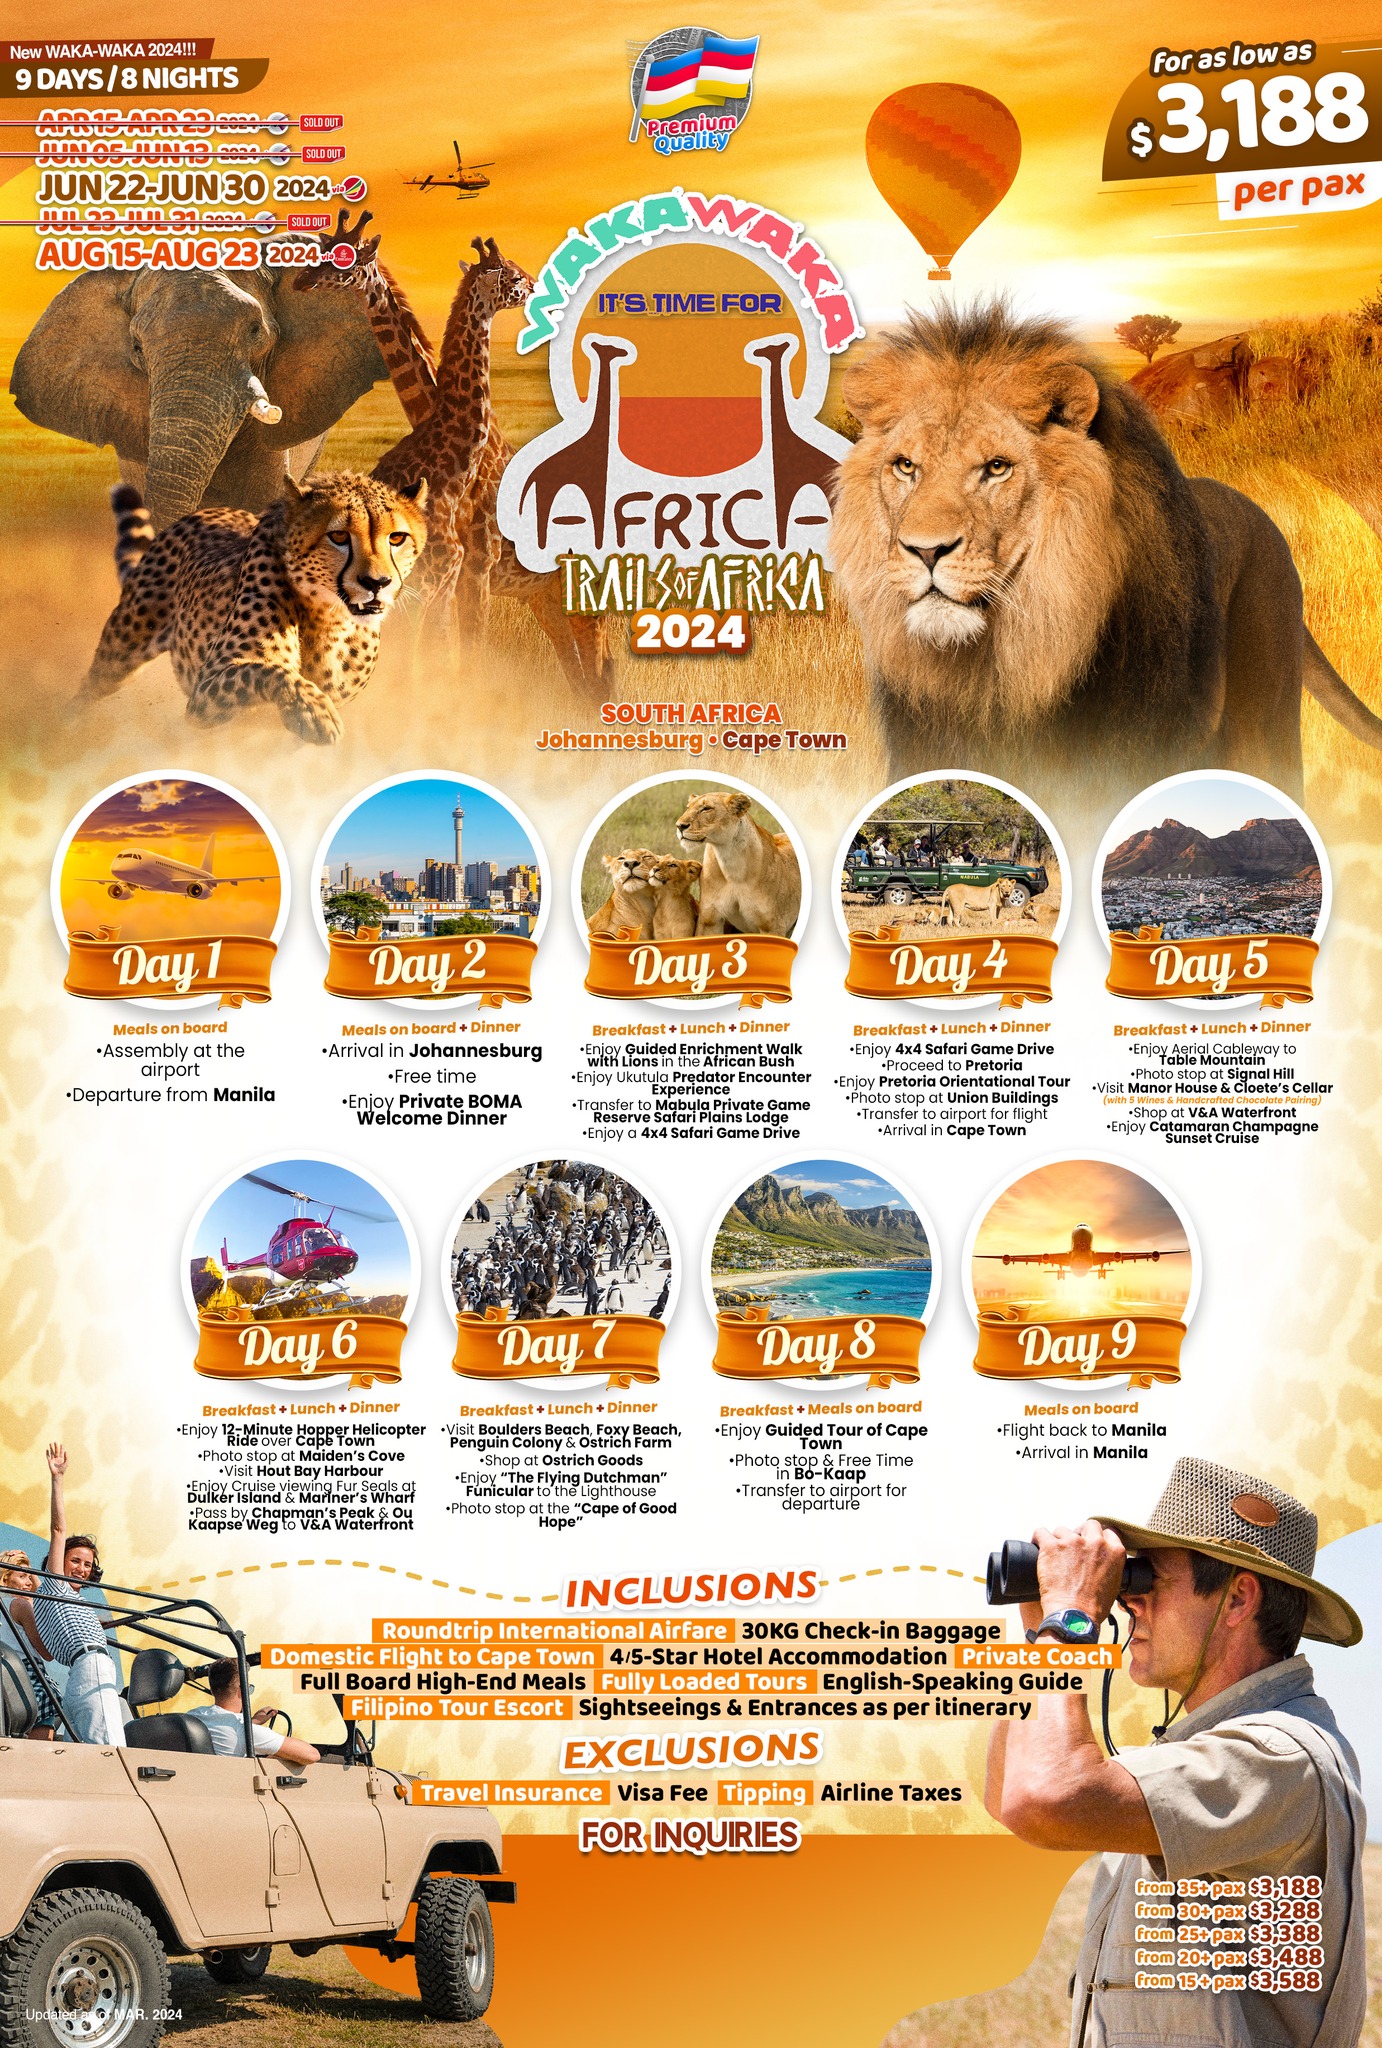 New WAKA-WAKA 2024!!!
9 DAYS / 8 NIGHTS
APR 15-APR 23 2024 SOLD OUT
JUN 05-JUN 13 2024 SOLD OUT
JUN 22-JUN 30 2024 via
JUL 23-JUL 31 2024 SOLD OUT
AUG 15-AUG 23 2024 via Emirates
Premium
Quality
for as low as
$3,188
per pax
WAKAWAKA
IT'S TIME FOR
AFRICA
TRAILS OF AFRICA
2024
SOUTH AFRICA
Johannesburg • Cape Town
Day 1
Meals on board
•Assembly at the
airport
•Departure from Manila
Day 2
Meals on board + Dinner
•Arrival in Johannesburg
•Free time
•Enjoy Private BOMA
Welcome Dinner
Day 3
Breakfast + Lunch + Dinner
•Enjoy Guided Enrichment Walk
with Lions in the African Bush
•Enjoy Ukutula Predator Encounter
Experience
•Transfer to Mabula Private Game
Reserve Safari Plains Lodge
•Enjoy a 4x4 Safari Game Drive
MABULA
Day 4
Breakfast + Lunch + Dinner
•Enjoy 4x4 Safari Game Drive
•Proceed to Pretoria
•Enjoy Pretoria Orientational Tour
•Photo stop at Union Buildings
•Transfer to airport for flight
•Arrival in Cape Town
Day 5
Breakfast + Lunch + Dinner
•Enjoy Aerial Cableway to
Table Mountain
•Photo stop at Signal Hill
•Visit Manor House & Cloete's Cellar
(with 5 Wines & Handcrafted Chocolate Pairing)
•Shop at V&A Waterfront
•Enjoy Catamaran Champagne
Sunset Cruise
Day 6
Breakfast + Lunch + Dinner
•Enjoy 12-Minute Hopper Helicopter
Ride over Cape Town
•Photo stop at Maiden's Cove
•Visit Hout Bay Harbour
•Enjoy Cruise viewing Fur Seals at
Dulker Island & Mariner's Wharf
•Pass by Chapman's Peak & Ou
Kaapse Weg to V&A Waterfront
Day 7
Breakfast + Lunch + Dinner
•Visit Boulders Beach, Foxy Beach,
Penguin Colony & Ostrich Farm
•Shop at Ostrich Goods
•Enjoy "The Flying Dutchman"
Funicular to the Lighthouse
•Photo stop at the "Cape of Good
Hope"
Day 8
Breakfast + Meals on board
•Enjoy Guided Tour of Cape
Town
•Photo stop & Free Time
in Bo-Kaap
•Transfer to airport for
departure
Day 9
Meals on board
•Flight back to Manila
•Arrival in Manila
INCLUSIONS
Roundtrip International Airfare 30KG Check-in Baggage
Domestic Flight to Cape Town 4/5-Star Hotel Accommodation Private Coach
Full Board High-End Meals Fully Loaded Tours English-Speaking Guide
Filipino Tour Escort Sightseeings & Entrances as per itinerary
EXCLUSIONS
Travel Insurance Visa Fee Tipping Airline Taxes
FOR INQUIRIES
from 35+ pax $3,188
from 30+ pax $3,288
from 25+ pax $3,388
from 20+ pax $3,488
from 15+ pax $3,588
Updated as of MAR. 2024